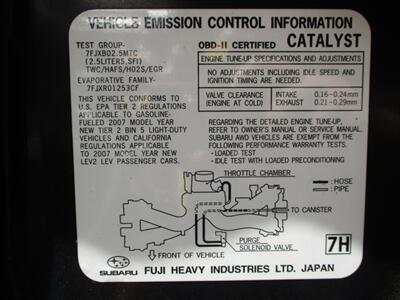 VEHICLE EMISSION CONTROL INFORMATION
TEST GROUP-
7FJXB02.5MTC
(2.5LITERS,SFI)
TWC/HAFS/HO2S/EGR
EVAPORATIVE FAMILY-
7FJXR01253CF
THIS VEHICLE CONFORMS TO
U.S. EPA TIER 2 REGULATIONS
APPLICABLE TO GASOLINE-
FUELED 2007 MODEL YEAR
NEW TIER 2 BIN 5 LIGHT-DUTY
VEHICLES AND CALIFORNIA
REGULATIONS APPLICABLE
TO 2007 MODEL YEAR NEW
LEV2 LEV PASSENGER CARS.
OBD-II CERTIFIED CATALYST
ENGINE TUNE-UP SPECIFICATIONS AND ADJUSTMENTS
NO ADJUSTMENTS INCLUDING IDLE SPEED AND
IGNITION TIMING ARE NEEDED.
VALVE CLEARANCE INTAKE 0.16-0.24mm
(ENGINE AT COLD) EXHAUST 0.21-0.29mm
REGARDING THE DETAILED ENGINE TUNE-UP,
REFER TO OWNER'S MANUAL OR SERVICE MANUAL.
SUBARU AWD VEHICLES ARE EXEMPT FROM THE
FOLLOWING PERFORMANCE WARRANTY TESTS.
• LOADED TEST
• IDLE TEST WITH LOADED PRECONDITIONING
THROTTLE CHAMBER
: HOSE
: PIPE
TO CANISTER
PURGE
SOLENOID VALVE
FRONT OF VEHICLE
7H
SUBARU FUJI HEAVY INDUSTRIES LTD. JAPAN